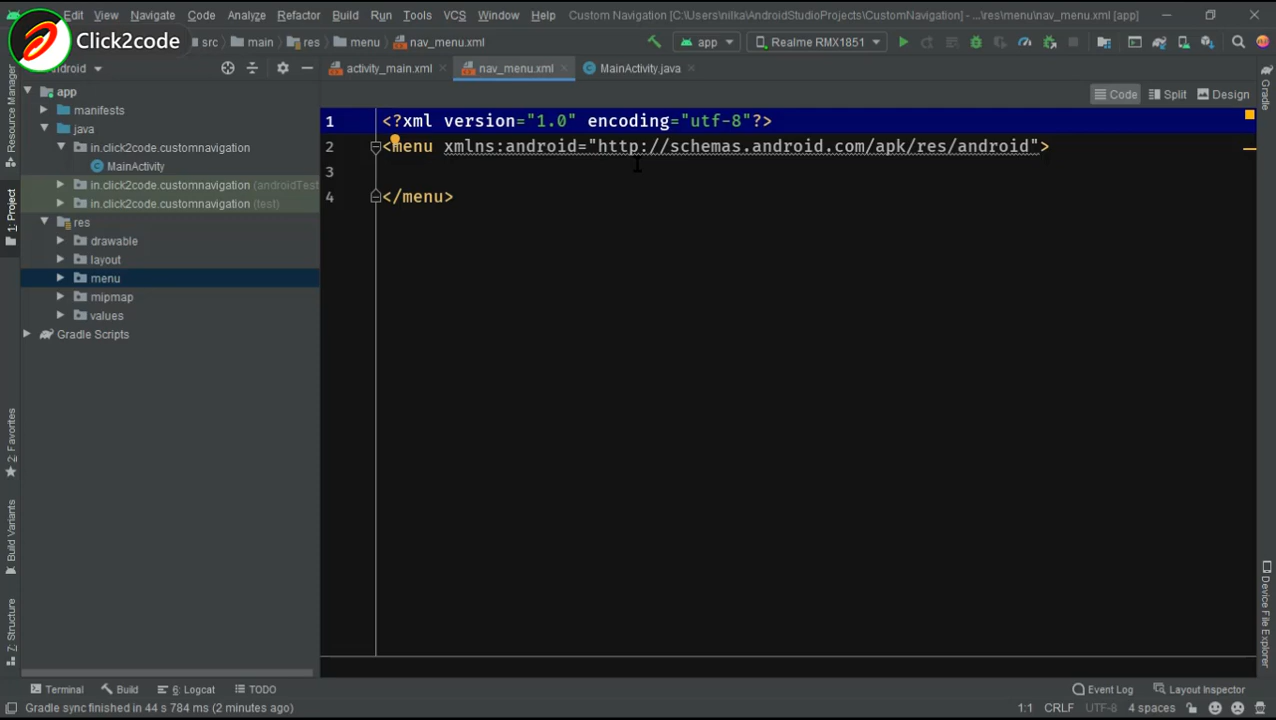 Edit View Navigate Code Analyze Refactor Build Run Tools VCS Window Help Custom Navigation [C:\Users\nilka\AndroidStudioProjects\CustomNavigation] - ...\res\menu\nav_menu.xml [app]
Click2code
src main res menu nav_menu.xml app Realme RMX1851
activity_main.xml nav_menu.xml MainActivity.java
Code Split Design
app
manifests
java
in.click2code.customnavigation
MainActivity
in.click2code.customnavigation (androidTest
in.click2code.customnavigation (test)
res
drawable
layout
menu
mipmap
values
Gradle Scripts
1 <?xml version="1.0" encoding="utf-8"?>
2 <menu xmlns:android="http://schemas.android.com/apk/res/android">
3
4 </menu>
Resource Manager
1: Project
2: Favorites
Build Variants
7: Structure
Gradle
Device File Explorer
Terminal Build 6: Logcat TODO Event Log Layout Inspector
Gradle sync finished in 44 s 784 ms (2 minutes ago) 1:1 CRLF UTF-8 4 spaces